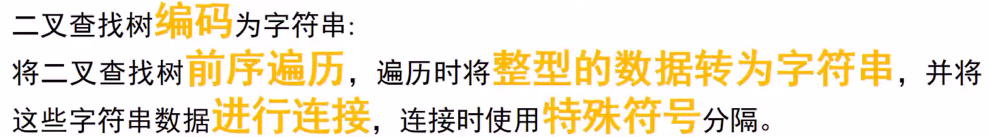 二叉查找树编码为字符串:
将二叉查找树前序遍历，遍历时将整型的数据转为字符串，并将
这些字符串数据进行连接，连接时使用特殊符号分隔。